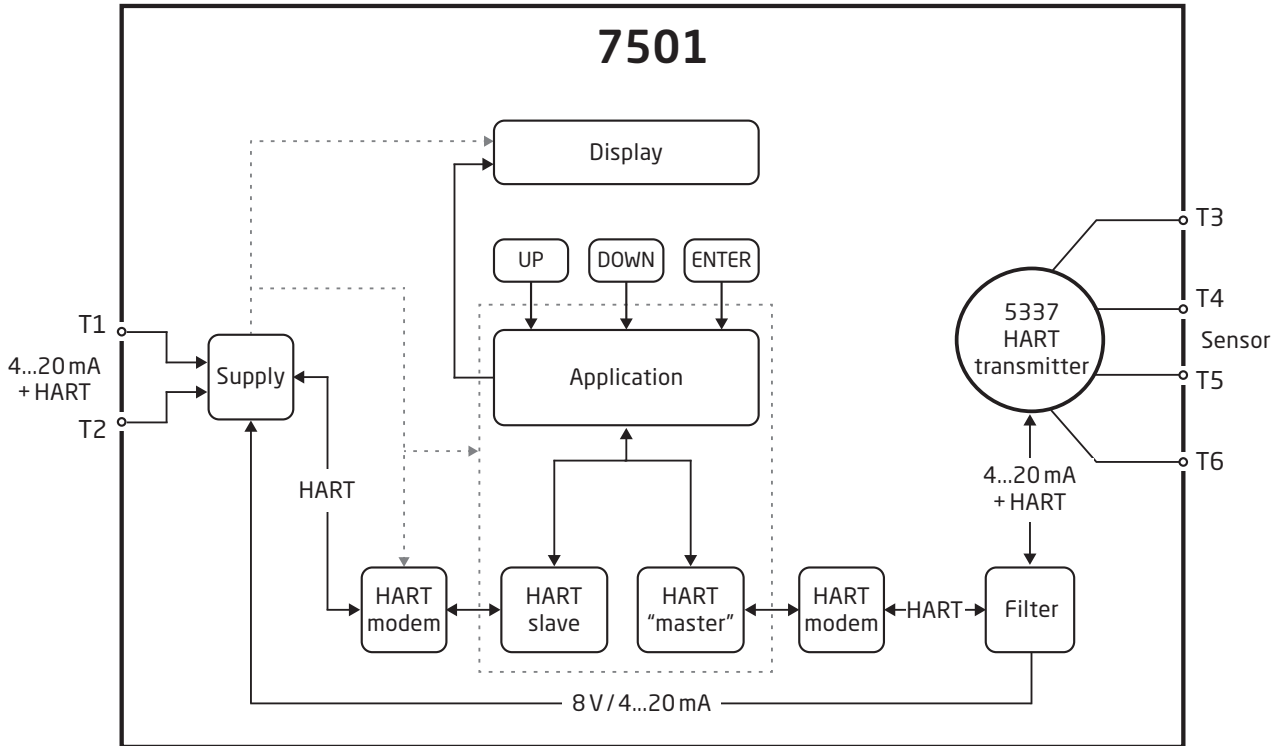 7501
Display
UP
DOWN
ENTER
T1
4...20 mA
+ HART
T2
Supply
Application
5337
HART
transmitter
T3
T4
Sensor
T5
T6
HART
4...20 mA
+ HART
HART
modem
HART
slave
HART
“master”
HART
modem
HART
Filter
8 V / 4...20 mA